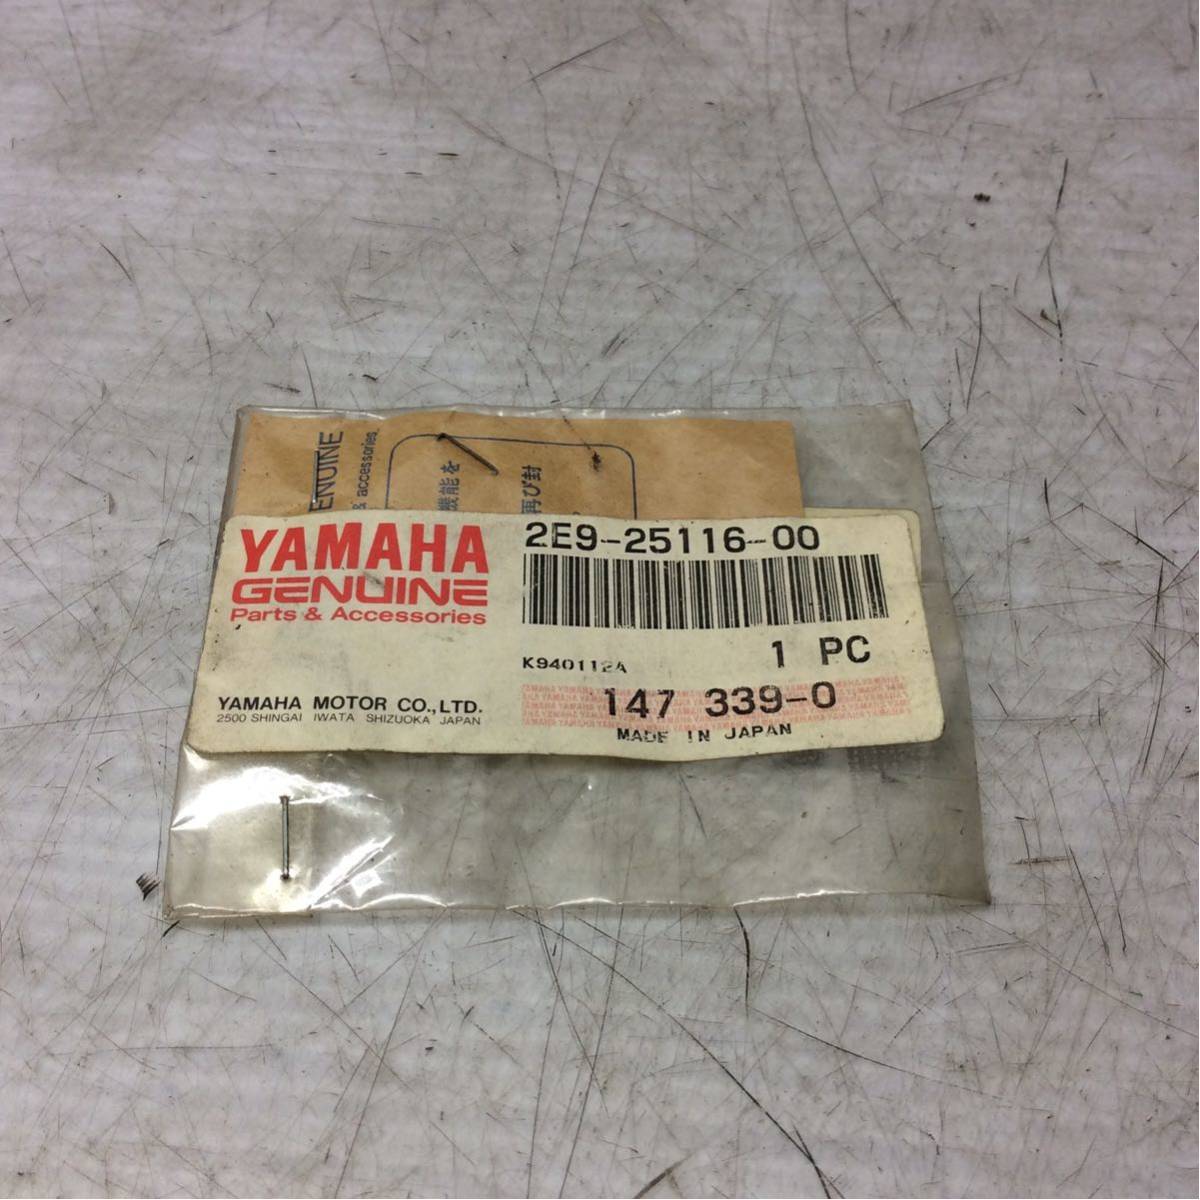 ENUINE
& accessories
機能を
再び封
YAMAHA
GENUINE
Parts & Accessories
2E9-25116-00
K940112A
1 PC
147 339-0
MADE IN JAPAN
YAMAHA MOTOR CO.,LTD.
2500 SHINGAI IWATA SHIZUOKA JAPAN